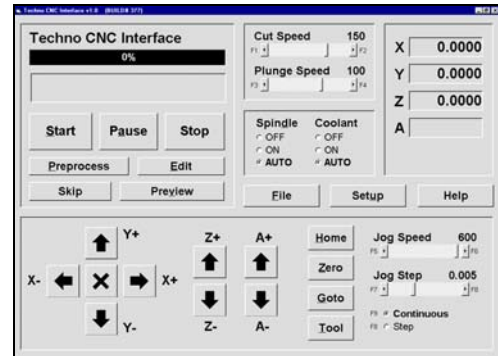 Techno CNC Interface v1.0 (BUILD# 377)
Techno CNC Interface
0%
Start Pause Stop
Preprocess Edit
Skip Preview
Cut Speed 150
F1 F2
Plunge Speed 100
F3 F4
Spindle Coolant
OFF OFF
ON ON
AUTO AUTO
X 0.0000
Y 0.0000
Z 0.0000
A
File Setup Help
Y+
X- X+
Y-
Z+ A+
Z- A-
Home
Zero
Goto
Tool
Jog Speed 600
F5 F6
Jog Step 0.005
F7 F8
F9 Continuous
Step